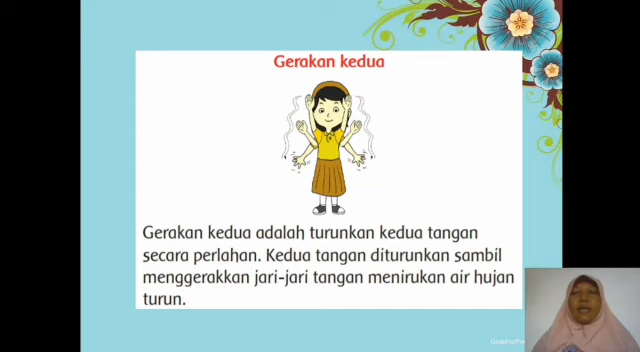 Gerakan kedua
Gerakan kedua adalah turunkan kedua tangan
secara perlahan. Kedua tangan diturunkan sambil
menggerakkan jari-jari tangan menirukan air hujan
turun.